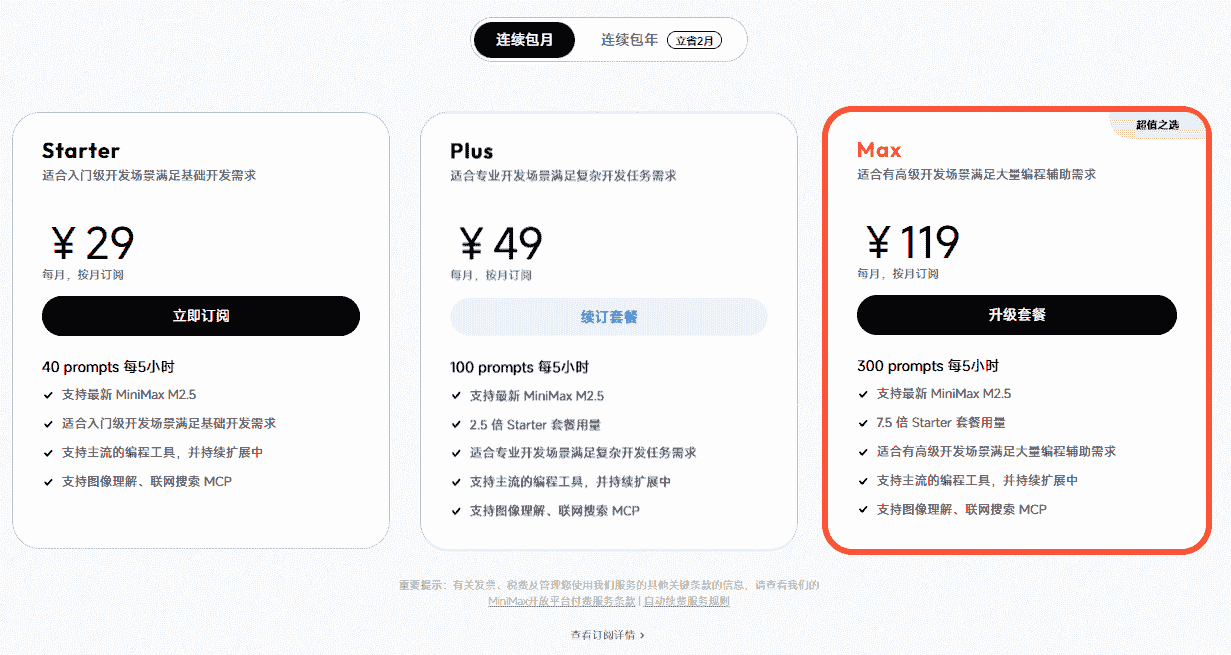 连续包月
连续包年 立省2月
Starter
适合入门级开发场景满足基础开发需求
¥ 29
每月，按月订阅
立即订阅
40 prompts 每5小时
支持最新 MiniMax M2.5
适合入门级开发场景满足基础开发需求
支持主流的编程工具，并持续扩展中
支持图像理解、联网搜索 MCP
Plus
适合专业开发场景满足复杂开发任务需求
¥ 49
每月，按月订阅
续订套餐
100 prompts 每5小时
支持最新 MiniMax M2.5
2.5 倍 Starter 套餐用量
适合专业开发场景满足复杂开发任务需求
支持主流的编程工具，并持续扩展中
支持图像理解、联网搜索 MCP
超值之选
Max
适合有高级开发场景满足大量编程辅助需求
¥ 119
每月，按月订阅
升级套餐
300 prompts 每5小时
支持最新 MiniMax M2.5
7.5 倍 Starter 套餐用量
适合有高级开发场景满足大量编程辅助需求
支持主流的编程工具，并持续扩展中
支持图像理解、联网搜索 MCP
重要提示：有关发票、税费及管理您使用我们服务的其他关键条款的信息，请查看我们的
MiniMax开放平台付费服务条款 | 自动续费服务规则
查看订阅详情 ›